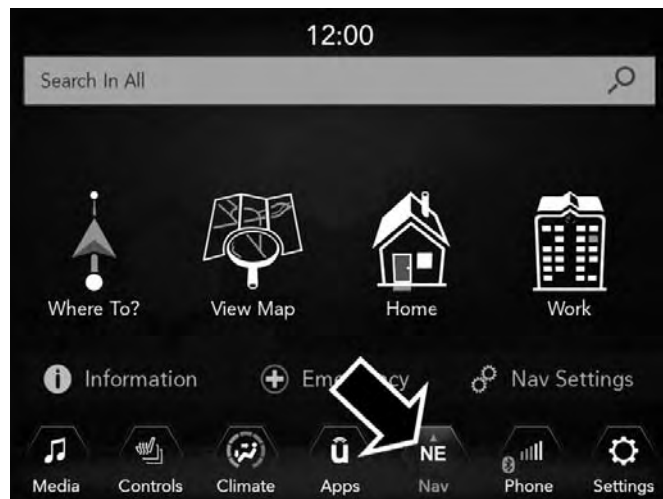 12:00
Search In All
Where To?
View Map
Home
Work
i Information
Nav Settings
ū
NE
Media
Controls
Climate
Apps
Nav
Phone
Settings